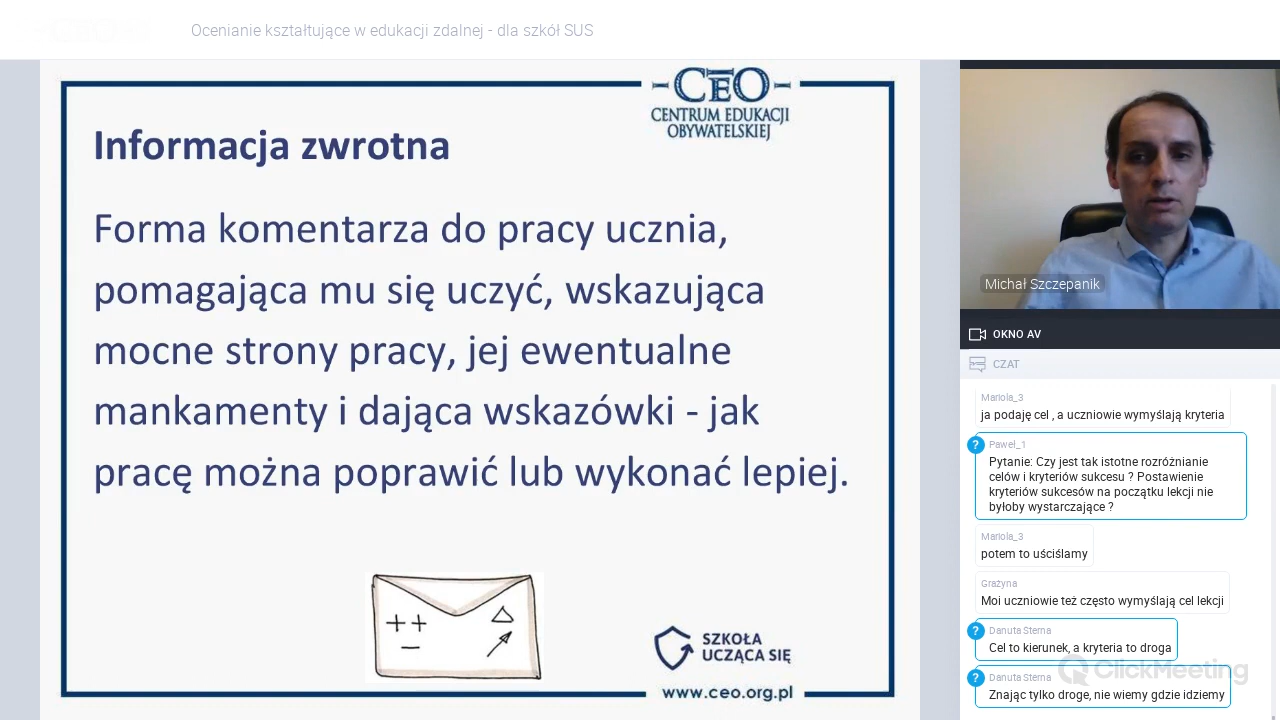 Ocenianie kształtujące w edukacji zdalnej - dla szkół SUS
CEO
CENTRUM EDUKACJI
OBYWATELSKIEJ
Informacja zwrotna
Forma komentarza do pracy ucznia,
pomagająca mu się uczyć, wskazująca
mocne strony pracy, jej ewentualne
mankamenty i dająca wskazówki - jak
pracę można poprawić lub wykonać lepiej.
++
–
SZKOŁA
UCZĄCA SIĘ
www.ceo.org.pl
Michał Szczepanik
OKNO AV
CZAT
Mariola_3
ja podaję cel , a uczniowie wymyślają kryteria
?
Pawel_1
Pytanie: Czy jest tak istotne rozróżnianie
celów i kryteriów sukcesu ? Postawienie
kryteriów sukcesów na początku lekcji nie
byłoby wystarczające ?
Mariola_3
potem to uściślamy
Grażyna
Moi uczniowie też często wymyślają cel lekcji
?
Danuta Sterna
Cel to kierunek, a kryteria to droga
ClickMeeting
?
Danuta Sterna
Znając tylko droge, nie wiemy gdzie idziemy